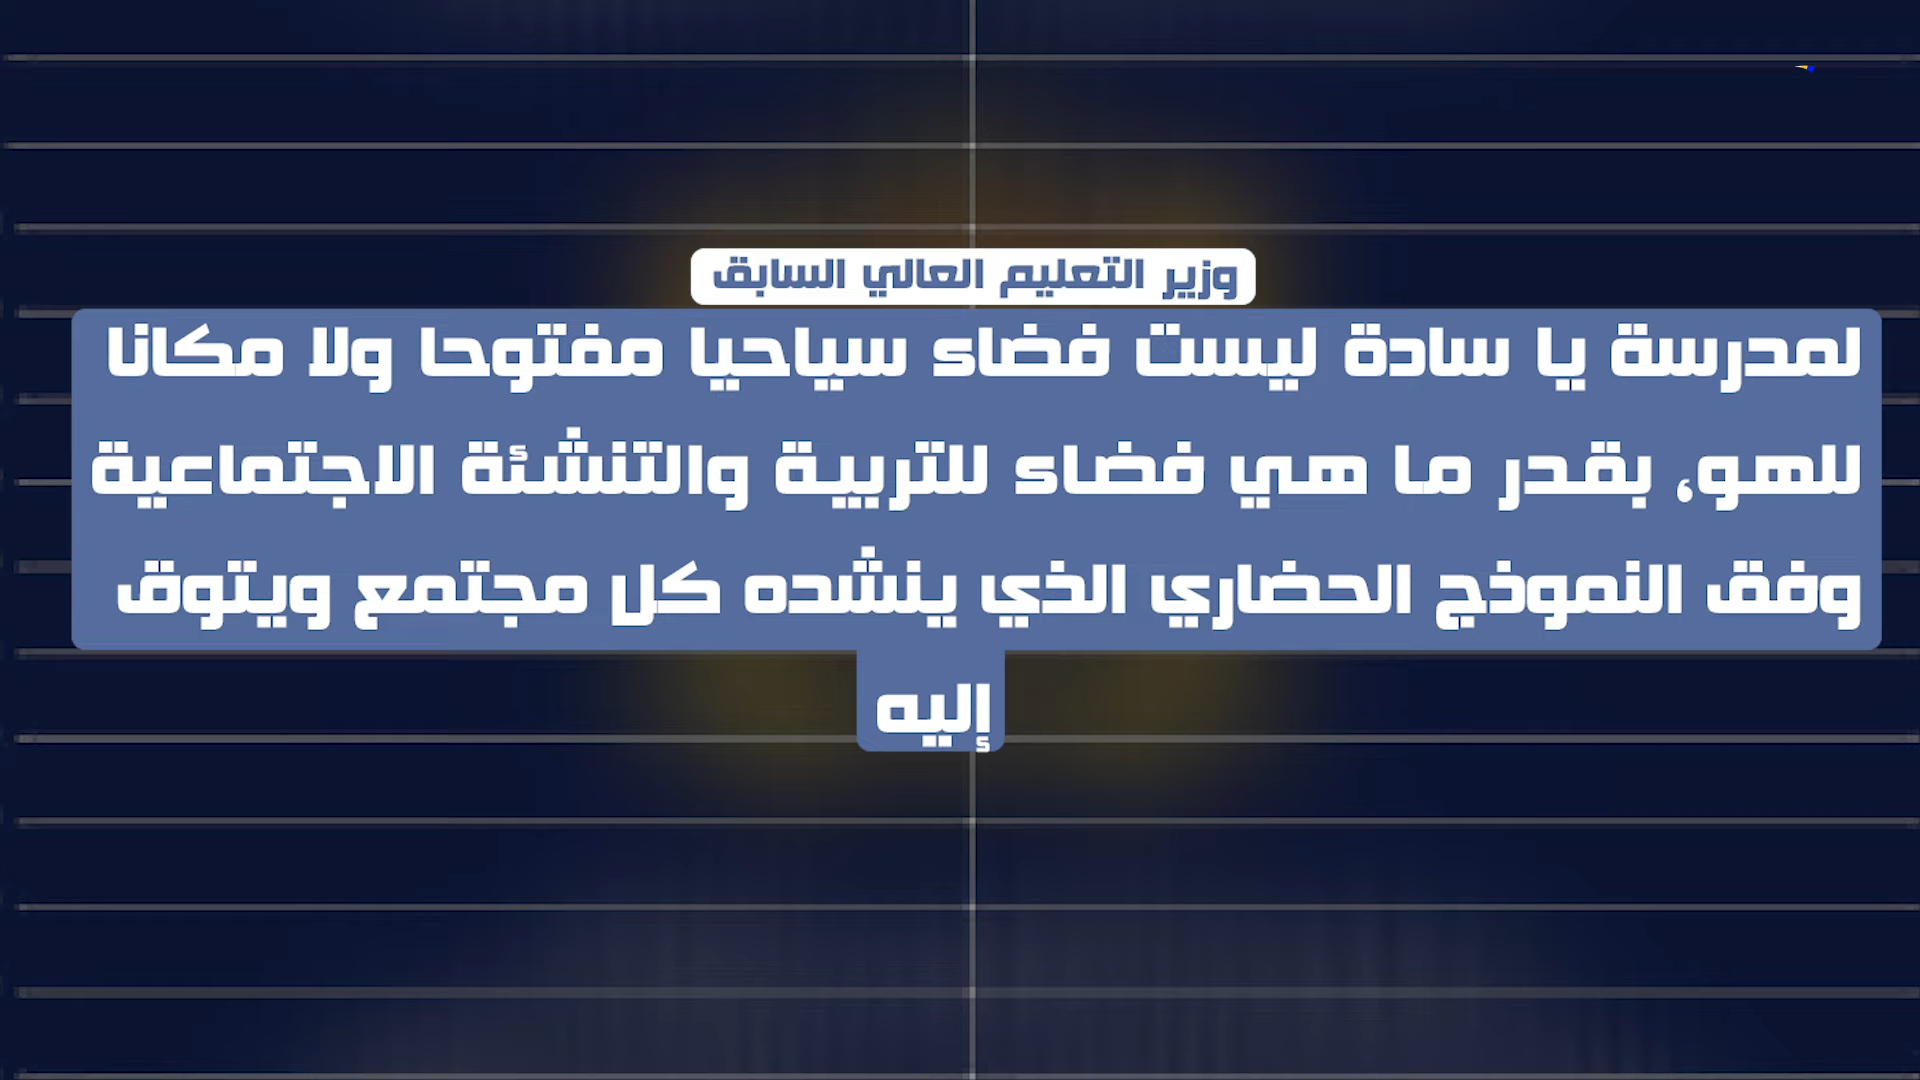 وزير التعليم العالي السابق
لمدرسة يا سادة ليست فضاء سياحيا مفتوحا ولا مكانا
للهو، بقدر ما هي فضاء للتربية والتنشئة الاجتماعية
وفق النموذج الحضاري الذي ينشده كل مجتمع ويتوق
إليه